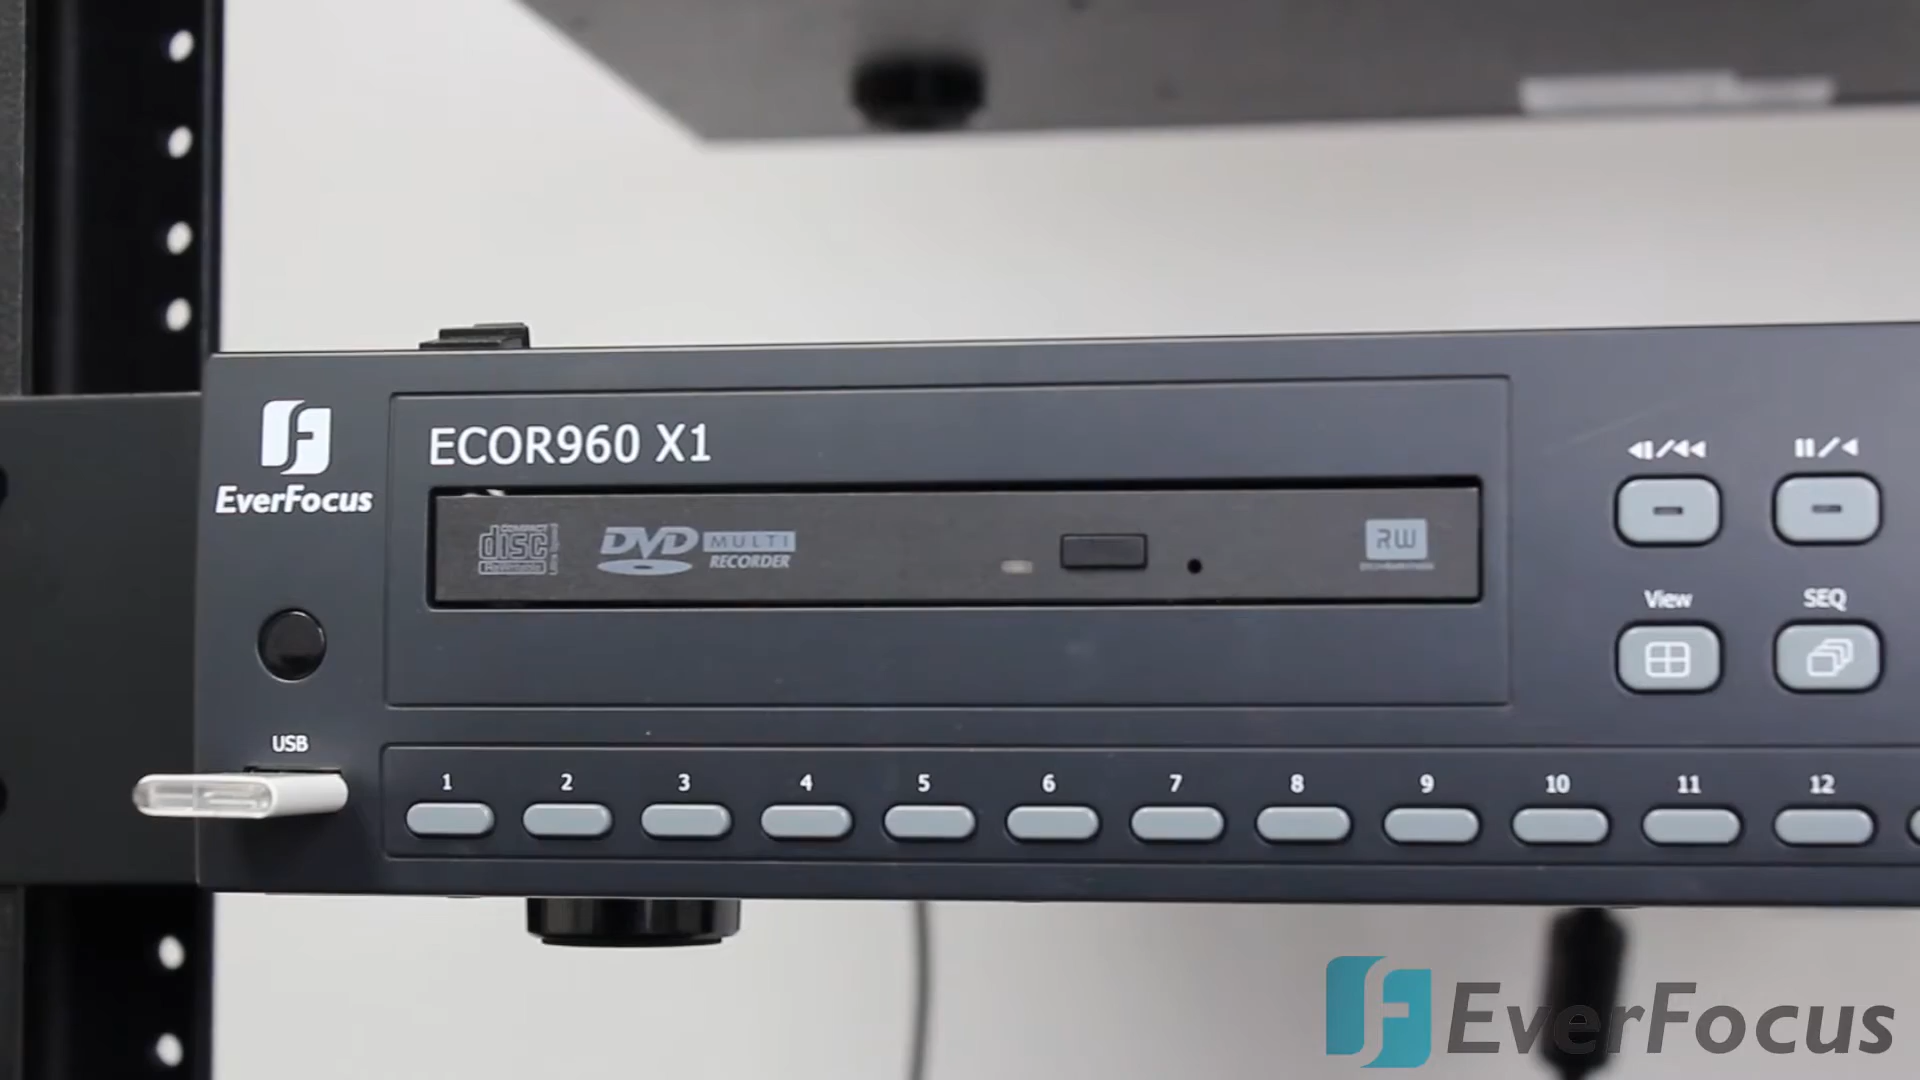 ECOR960 X1
EverFocus
disc
DVD MULTI
RECORDER
RW
View
SEQ
USB
1 2 3 4 5 6 7 8 9 10 11 12
EverFocus